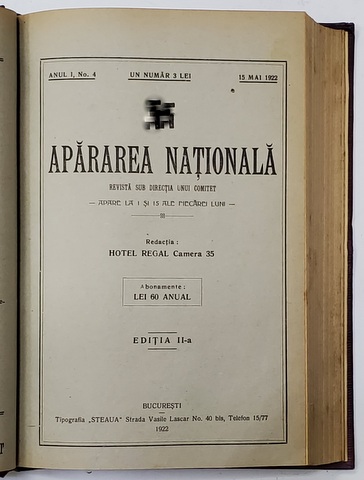 ANUL I, No. 4 UN NUMĂR 3 LEI 15 MAI 1922
APĂRAREA NAȚIONALĂ
REVISTĂ SUB DIRECȚIA UNUI COMITET
— APARE LA 1 ȘI 15 ALE FIECĂREI LUNI —
Redacția :
HOTEL REGAL Camera 35
Abonamente :
LEI 60 ANUAL
EDIȚIA II-a
BUCUREȘTI
Tipografia „STEAUA” Strada Vasile Lascar No. 40 bis, Telefon 15/77
1922